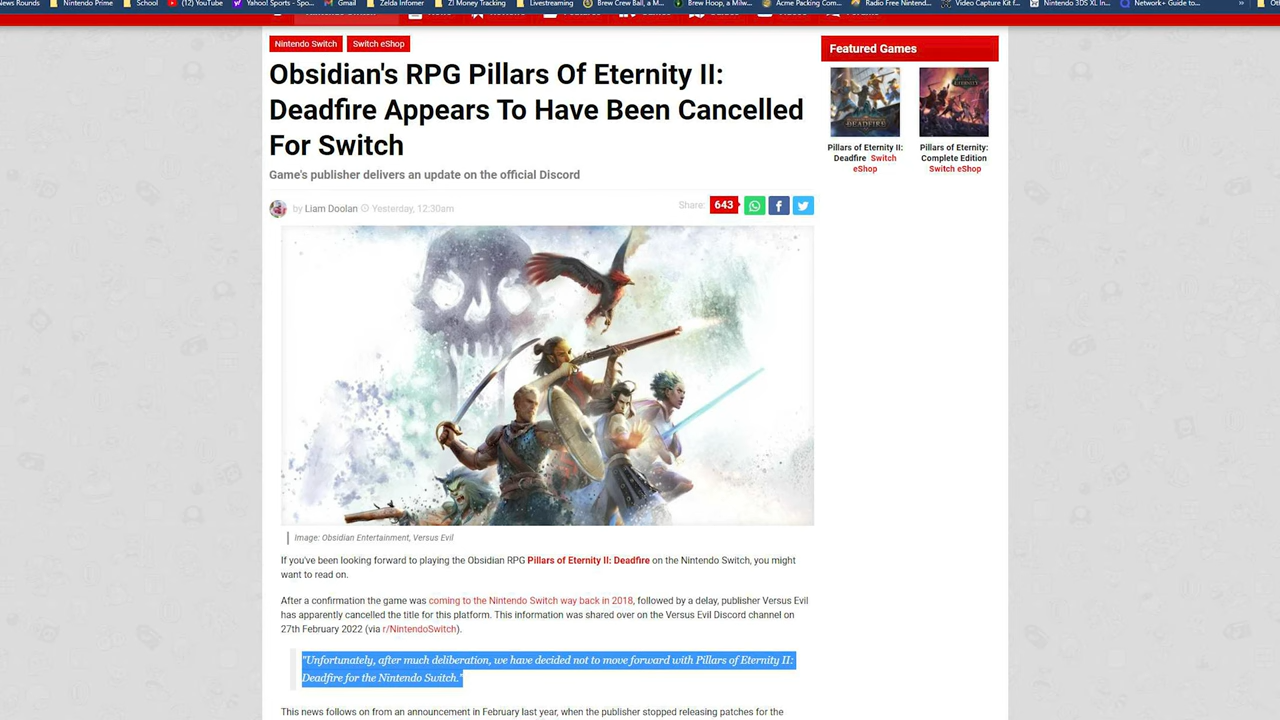 News Rounds Nintendo Prime School (12) YouTube Yahoo! Sports - Spo... Gmail Zelda Infomer ZI Money Tracking Livestreaming Brew Crew Ball, a M... Brew Hoop, a Milw... Acme Packing Com... Radio Free Nintend... Video Capture Kit f... Nintendo 3DS XL In... Network+ Guide to... »
Nintendo Switch Switch eShop
Featured Games
Obsidian's RPG Pillars Of Eternity II:
Deadfire Appears To Have Been Cancelled
For Switch
Game's publisher delivers an update on the official Discord
by Liam Doolan Yesterday, 12:30am
Share: 643
Pillars of Eternity II:
Deadfire Switch
eShop
Pillars of Eternity:
Complete Edition
Switch eShop
Image: Obsidian Entertainment, Versus Evil
If you've been looking forward to playing the Obsidian RPG Pillars of Eternity II: Deadfire on the Nintendo Switch, you might
want to read on.
After a confirmation the game was coming to the Nintendo Switch way back in 2018, followed by a delay, publisher Versus Evil
has apparently cancelled the title for this platform. This information was shared over on the Versus Evil Discord channel on
27th February 2022 (via r/NintendoSwitch).
"Unfortunately, after much deliberation, we have decided not to move forward with Pillars of Eternity II:
Deadfire for the Nintendo Switch."
This news follows on from an announcement in February last year, when the publisher stopped releasing patches for the